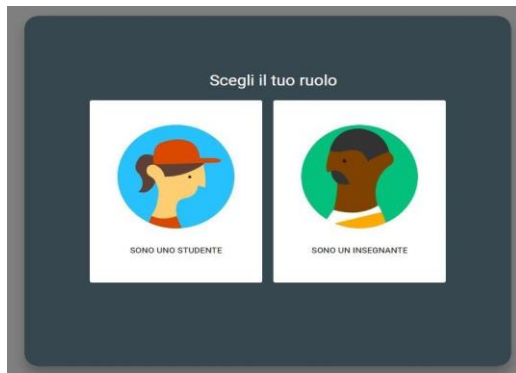 Scegli il tuo ruolo
SONO UNO STUDENTE
SONO UN INSEGNANTE